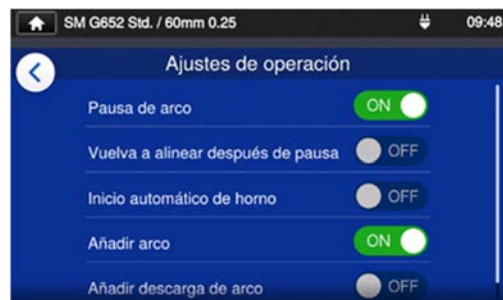 SM G652 Std. / 60mm 0.25 09:48
Ajustes de operación
Pausa de arco ON
Vuelva a alinear después de pausa OFF
Inicio automático de horno OFF
Añadir arco ON
Añadir descarga de arco OFF